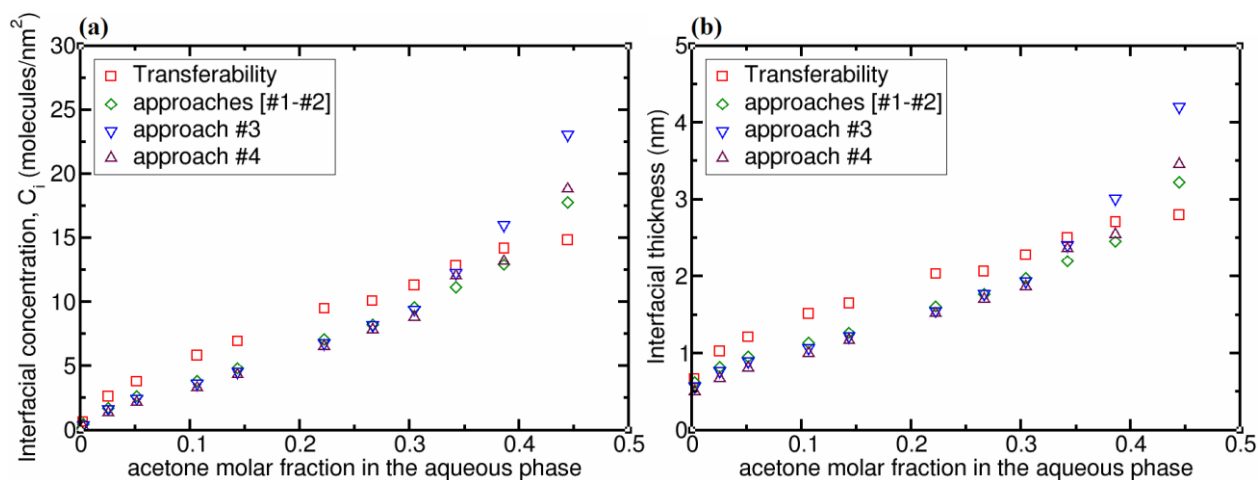 (a)
Interfacial concentration, C_i (molecules/nm²)
30
25
20
15
10
5
0
Transferability
approaches [#1-#2]
approach #3
approach #4
0 0.1 0.2 0.3 0.4 0.5
acetone molar fraction in the aqueous phase
(b)
Interfacial thickness (nm)
5
4
3
2
1
0
Transferability
approaches [#1-#2]
approach #3
approach #4
0 0.1 0.2 0.3 0.4 0.5
acetone molar fraction in the aqueous phase